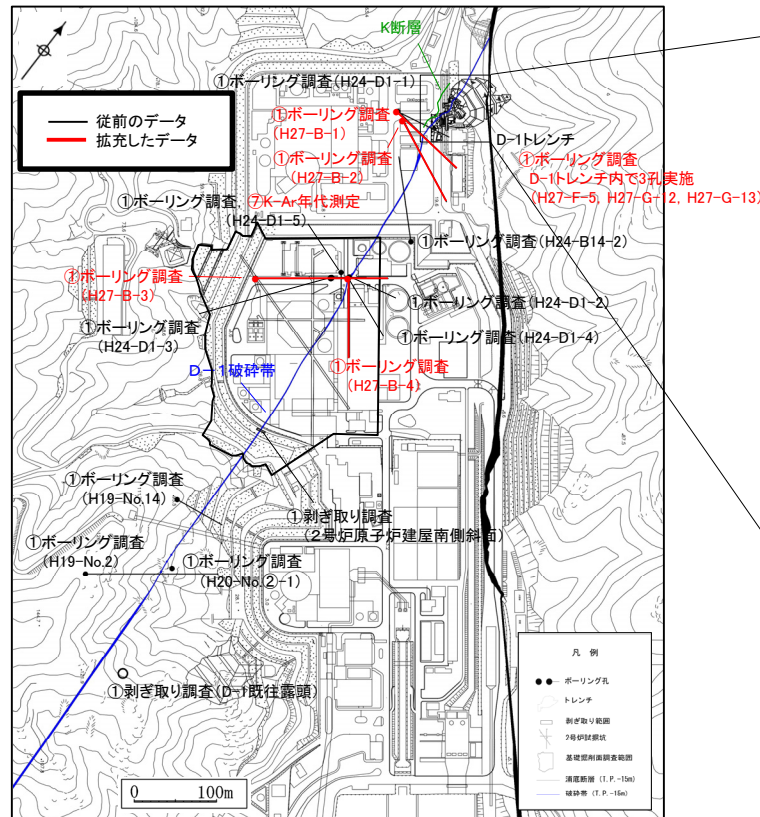 K断層
①ボーリング調査(H24-D1-1)
従前のデータ
拡充したデータ
①ボーリング調査
(H27-B-1)
D-1トレンチ
①ボーリング調査
(H27-B-2)
①ボーリング調査
D-1トレンチ内で3孔実施
(H27-F-5, H27-G-12, H27-G-13)
①ボーリング調査, ⑦K-Ar年代測定
(H24-D1-5)
①ボーリング調査(H24-B14-2)
①ボーリング調査
(H27-B-3)
①ボーリング調査(H24-D1-2)
①ボーリング調査
(H24-D1-3)
①ボーリング調査(H24-D1-4)
①ボーリング調査
(H27-B-4)
D-1破砕帯
①ボーリング調査
(H19-No.14)
①剥ぎ取り調査
(2号炉原子炉建屋南側斜面)
①ボーリング調査
(H19-No.2)
①ボーリング調査
(H20-No.②-1)
①剥ぎ取り調査(D-1既往露頭)
0 100m
凡 例
ボーリング孔
トレンチ
剥ぎ取り範囲
2号炉試掘坑
基礎掘削面調査範囲
浦底断層 (T.P.-15m)
破砕帯 (T.P.-15m)